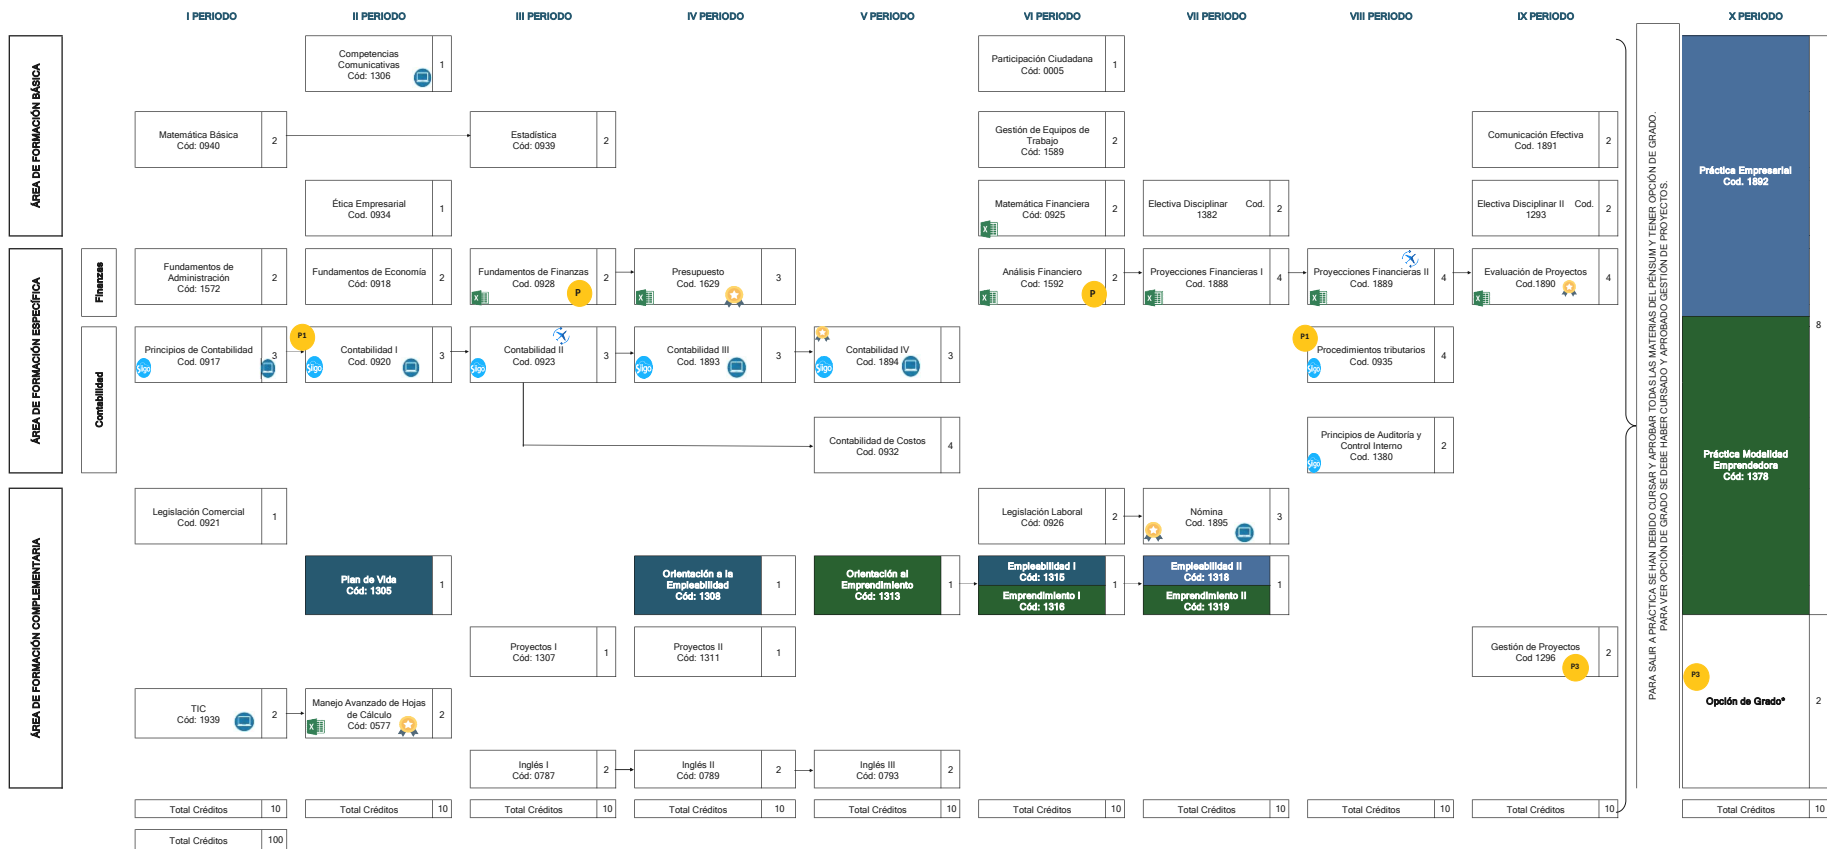 I PERIODO
II PERIODO
III PERIODO
IV PERIODO
V PERIODO
VI PERIODO
VII PERIODO
VIII PERIODO
IX PERIODO
X PERIODO
ÁREA DE FORMACIÓN BÁSICA
Competencias
Comunicativas
Cód: 1306
1
Participación Ciudadana
Cód: 0005
1
Matemática Básica
Cód: 0940
2
Estadística
Cód: 0939
2
Gestión de Equipos de
Trabajo
Cód: 1589
2
Comunicación Efectiva
Cod. 1891
2
Ética Empresarial
Cod. 0934
1
Matemática Financiera
Cód: 0925
2
X
Electiva Disciplinar Cod.
1382
2
Electiva Disciplinar II Cod.
1293
2
ÁREA DE FORMACIÓN ESPECÍFICA
Finanzas
Fundamentos de
Administración
1572
2
Fundamentos de Economía
Cód: 0918
2
Fundamentos de Finanzas
Cod. 0928
2
X
P
Presupuesto
Cod. 1629
3
X
Análisis Financiero
Cod. 1592
2
X
P
Proyecciones Financieras I
Cod. 1888
4
X
Proyecciones Financieras II
Cod. 1889
4
X
Evaluación de Proyectos
Cod.1890
4
X
Contabilidad
Principios de Contabilidad
Cod. 0917
3
Siigo
P1
Contabilidad I
Cod. 0920
3
Siigo
Contabilidad II
Cod. 0923
3
Siigo
Contabilidad III
Cod. 1893
3
Siigo
Contabilidad IV
Cod. 1894
3
Siigo
P1
Procedimientos tributarios
Cod. 0935
4
Siigo
Contabilidad de Costos
Cod. 0932
4
Principios de Auditoría y
Control Interno
Cod. 1380
2
Siigo
ÁREA DE FORMACIÓN COMPLEMENTARIA
Legislación Comercial
Cod. 0921
1
Legislación Laboral
Cód: 0926
2
Nómina
Cod. 1895
3
Plan de Vida
Cód: 1305
1
Orientación a la
Empleabilidad
Cód: 1308
1
Orientación al
Emprendimiento
Cód: 1313
1
Empleabilidad I
Cód: 1315
Emprendimiento I
Cód: 1316
1
Empleabilidad II
Cód: 1318
Emprendimiento II
Cód: 1319
1
Proyectos I
Cód: 1307
1
Proyectos II
Cód: 1311
1
Gestión de Proyectos
Cod 1296
2
P3
TIC
Cód: 1939
2
Manejo Avanzado de Hojas
de Cálculo
Cód: 0577
2
X
Inglés I
Cód: 0787
2
Inglés II
Cód: 0789
2
Inglés III
Cód: 0793
2
PARA SALIR A PRÁCTICA SE HAN DEBIDO CURSAR Y APROBAR TODAS LAS MATERIAS DEL PÉNSUM Y TENER OPCIÓN DE GRADO.
PARA VER OPCIÓN DE GRADO SE DEBE HABER CURSADO Y APROBADO GESTIÓN DE PROYECTOS.
Práctica Empresarial
Cod. 1892
8
Práctica Modalidad
Emprendedora
Cód: 1378
P3
Opción de Grado*
2
Total Créditos 10
Total Créditos 10
Total Créditos 10
Total Créditos 10
Total Créditos 10
Total Créditos 10
Total Créditos 10
Total Créditos 10
Total Créditos 10
Total Créditos 10
Total Créditos 100